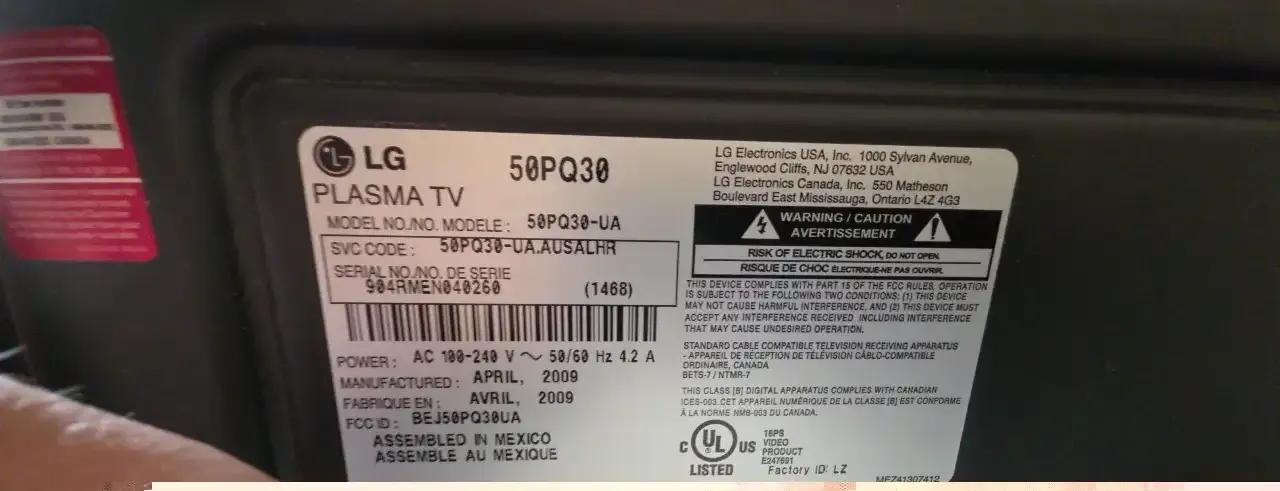 LG
50PQ30
PLASMA TV
MODEL NO./NO. MODELE : 50PQ30-UA
SVC CODE : 50PQ30-UA.AUSALHR
SERIAL NO./NO. DE SERIE
904RMEN040260 (1468)
POWER : AC 100-240 V ~ 50/60 Hz 4.2 A
MANUFACTURED : APRIL, 2009
FABRIQUE EN : AVRIL, 2009
FCC ID : BEJ50PQ30UA
ASSEMBLED IN MEXICO
ASSEMBLE AU MEXIQUE
LG Electronics USA, Inc. 1000 Sylvan Avenue,
Englewood Cliffs, NJ 07632 USA
LG Electronics Canada, Inc. 550 Matheson
Boulevard East Mississauga, Ontario L4Z 4G3
WARNING / CAUTION
AVERTISSEMENT
RISK OF ELECTRIC SHOCK, DO NOT OPEN.
RISQUE DE CHOC ÉLECTRIQUE-NE PAS OUVRIR.
THIS DEVICE COMPLIES WITH PART 15 OF THE FCC RULES, OPERATION
IS SUBJECT TO THE FOLLOWING TWO CONDITIONS: (1) THIS DEVICE
MAY NOT CAUSE HARMFUL INTERFERENCE, AND (2) THIS DEVICE MUST
ACCEPT ANY INTERFERENCE RECEIVED INCLUDING INTERFERENCE
THAT MAY CAUSE UNDESIRED OPERATION.
STANDARD CABLE COMPATIBLE TELEVISION RECEIVING APPARATUS
- APPAREIL DE RÉCEPTION DE TÉLÉVISION CÂBLO-COMPATIBLE
ORDINAIRE, CANADA
BETS-7 / NTMR-7
THIS CLASS [B] DIGITAL APPARATUS COMPLIES WITH CANADIAN
ICES-003. CET APPAREIL NUMÉRIQUE DE LA CLASSE [B] EST CONFORME
À LA NORME NMB-003 DU CANADA.
C UL US
LISTED
16PS
VIDEO
PRODUCT
E247691
Factory ID: LZ
MEZ41307412